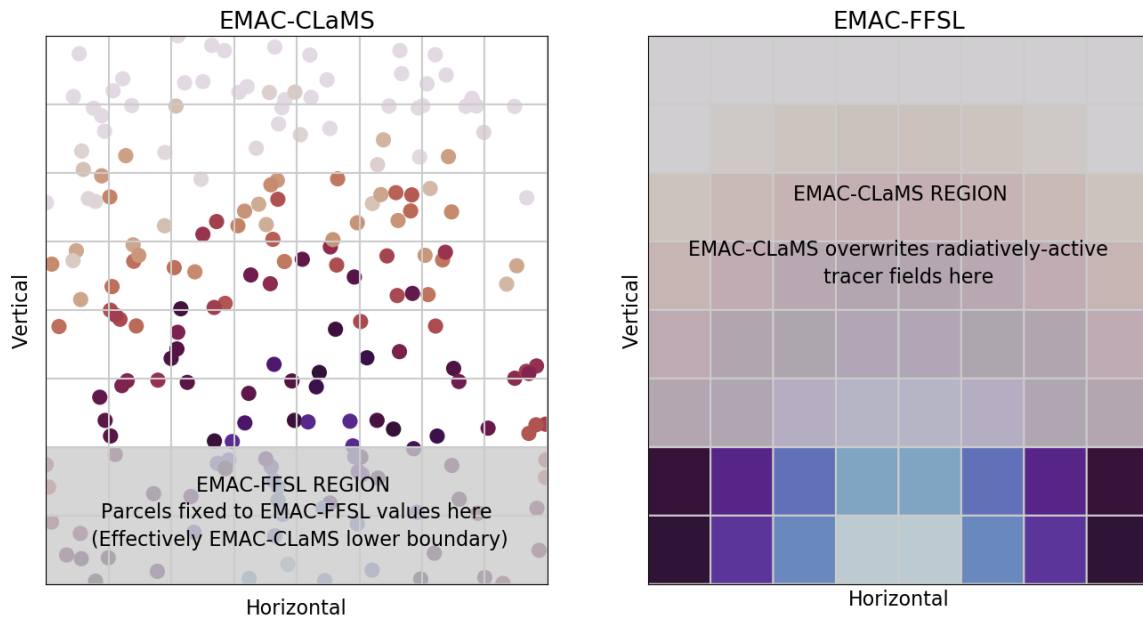 EMAC-CLaMS
EMAC-FFSL
Vertical
EMAC-FFSL REGION
Parcels fixed to EMAC-FFSL values here
(Effectively EMAC-CLaMS lower boundary)
Horizontal
Vertical
EMAC-CLaMS REGION
EMAC-CLaMS overwrites radiatively-active
tracer fields here
Horizontal